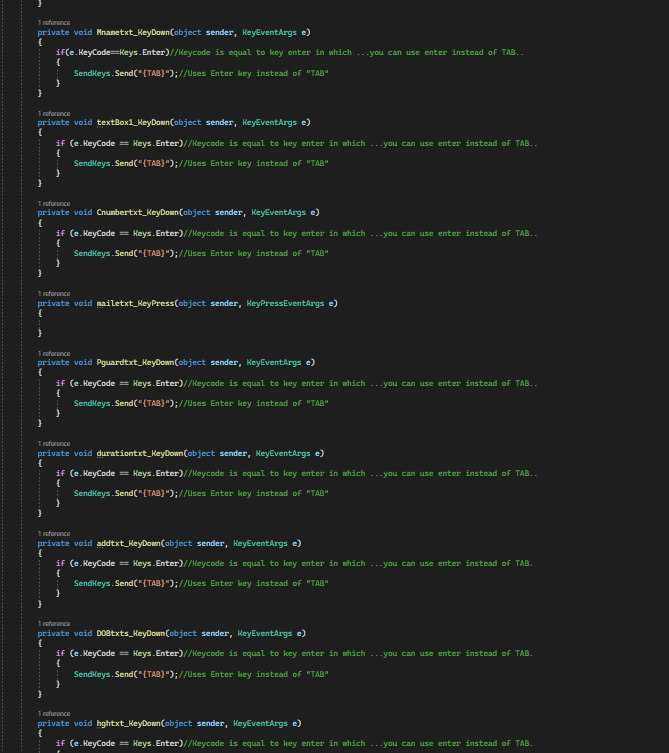 }
1 reference
private void Mnametxt_KeyDown(object sender, KeyEventArgs e)
{
if(e.KeyCode==Keys.Enter)//Keycode is equal to key enter in which ...you can use enter instead of TAB..
{
SendKeys.Send("{TAB}");//Uses Enter key instead of "TAB"
}
}
1 reference
private void textBox1_KeyDown(object sender, KeyEventArgs e)
{
if (e.KeyCode == Keys.Enter)//Keycode is equal to key enter in which ...you can use enter instead of TAB..
{
SendKeys.Send("{TAB}");//Uses Enter key instead of "TAB"
}
}
1 reference
private void Cnumbertxt_KeyDown(object sender, KeyEventArgs e)
{
if (e.KeyCode == Keys.Enter)//Keycode is equal to key enter in which ...you can use enter instead of TAB..
{
SendKeys.Send("{TAB}");//Uses Enter key instead of "TAB"
}
}
1 reference
private void mailetxt_KeyPress(object sender, KeyPressEventArgs e)
{
}
1 reference
private void Pguardtxt_KeyDown(object sender, KeyEventArgs e)
{
if (e.KeyCode == Keys.Enter)//Keycode is equal to key enter in which ...you can use enter instead of TAB..
{
SendKeys.Send("{TAB}");//Uses Enter key instead of "TAB"
}
}
1 reference
private void durationtxt_KeyDown(object sender, KeyEventArgs e)
{
if (e.KeyCode == Keys.Enter)//Keycode is equal to key enter in which ...you can use enter instead of TAB..
{
SendKeys.Send("{TAB}");//Uses Enter key instead of "TAB"
}
}
1 reference
private void addtxt_KeyDown(object sender, KeyEventArgs e)
{
if (e.KeyCode == Keys.Enter)//Keycode is equal to key enter in which ...you can use enter instead of TAB.
{
SendKeys.Send("{TAB}");//Uses Enter key instead of "TAB"
}
}
1 reference
private void DOBtxts_KeyDown(object sender, KeyEventArgs e)
{
if (e.KeyCode == Keys.Enter)//Keycode is equal to key enter in which ...you can use enter instead of TAB.
{
SendKeys.Send("{TAB}");//Uses Enter key instead of "TAB"
}
}
1 reference
private void hghtxt_KeyDown(object sender, KeyEventArgs e)
{
if (e.KeyCode == Keys.Enter)//Keycode is equal to key enter in which ...you can use enter instead of TAB.